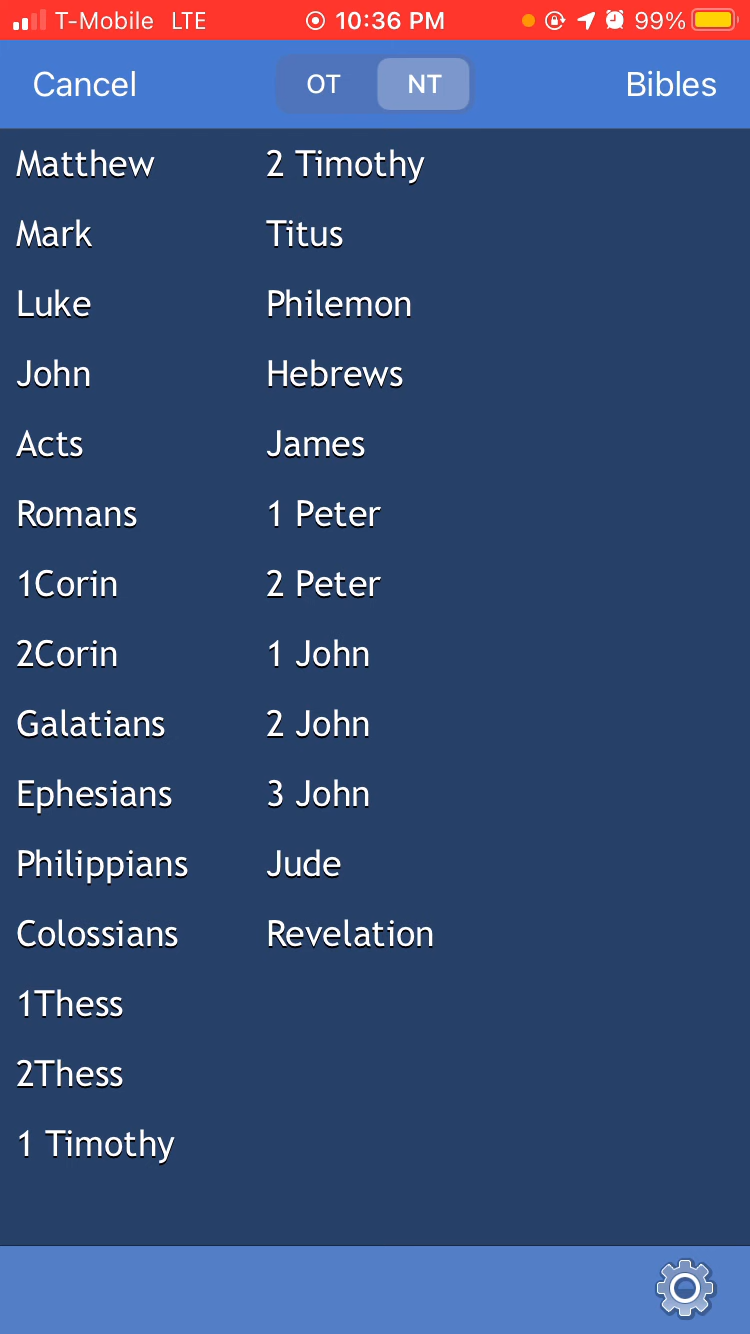 T-Mobile LTE 10:36 PM 99%
Cancel OT NT Bibles
Matthew
Mark
Luke
John
Acts
Romans
1Corin
2Corin
Galatians
Ephesians
Philippians
Colossians
1Thess
2Thess
1 Timothy
2 Timothy
Titus
Philemon
Hebrews
James
1 Peter
2 Peter
1 John
2 John
3 John
Jude
Revelation